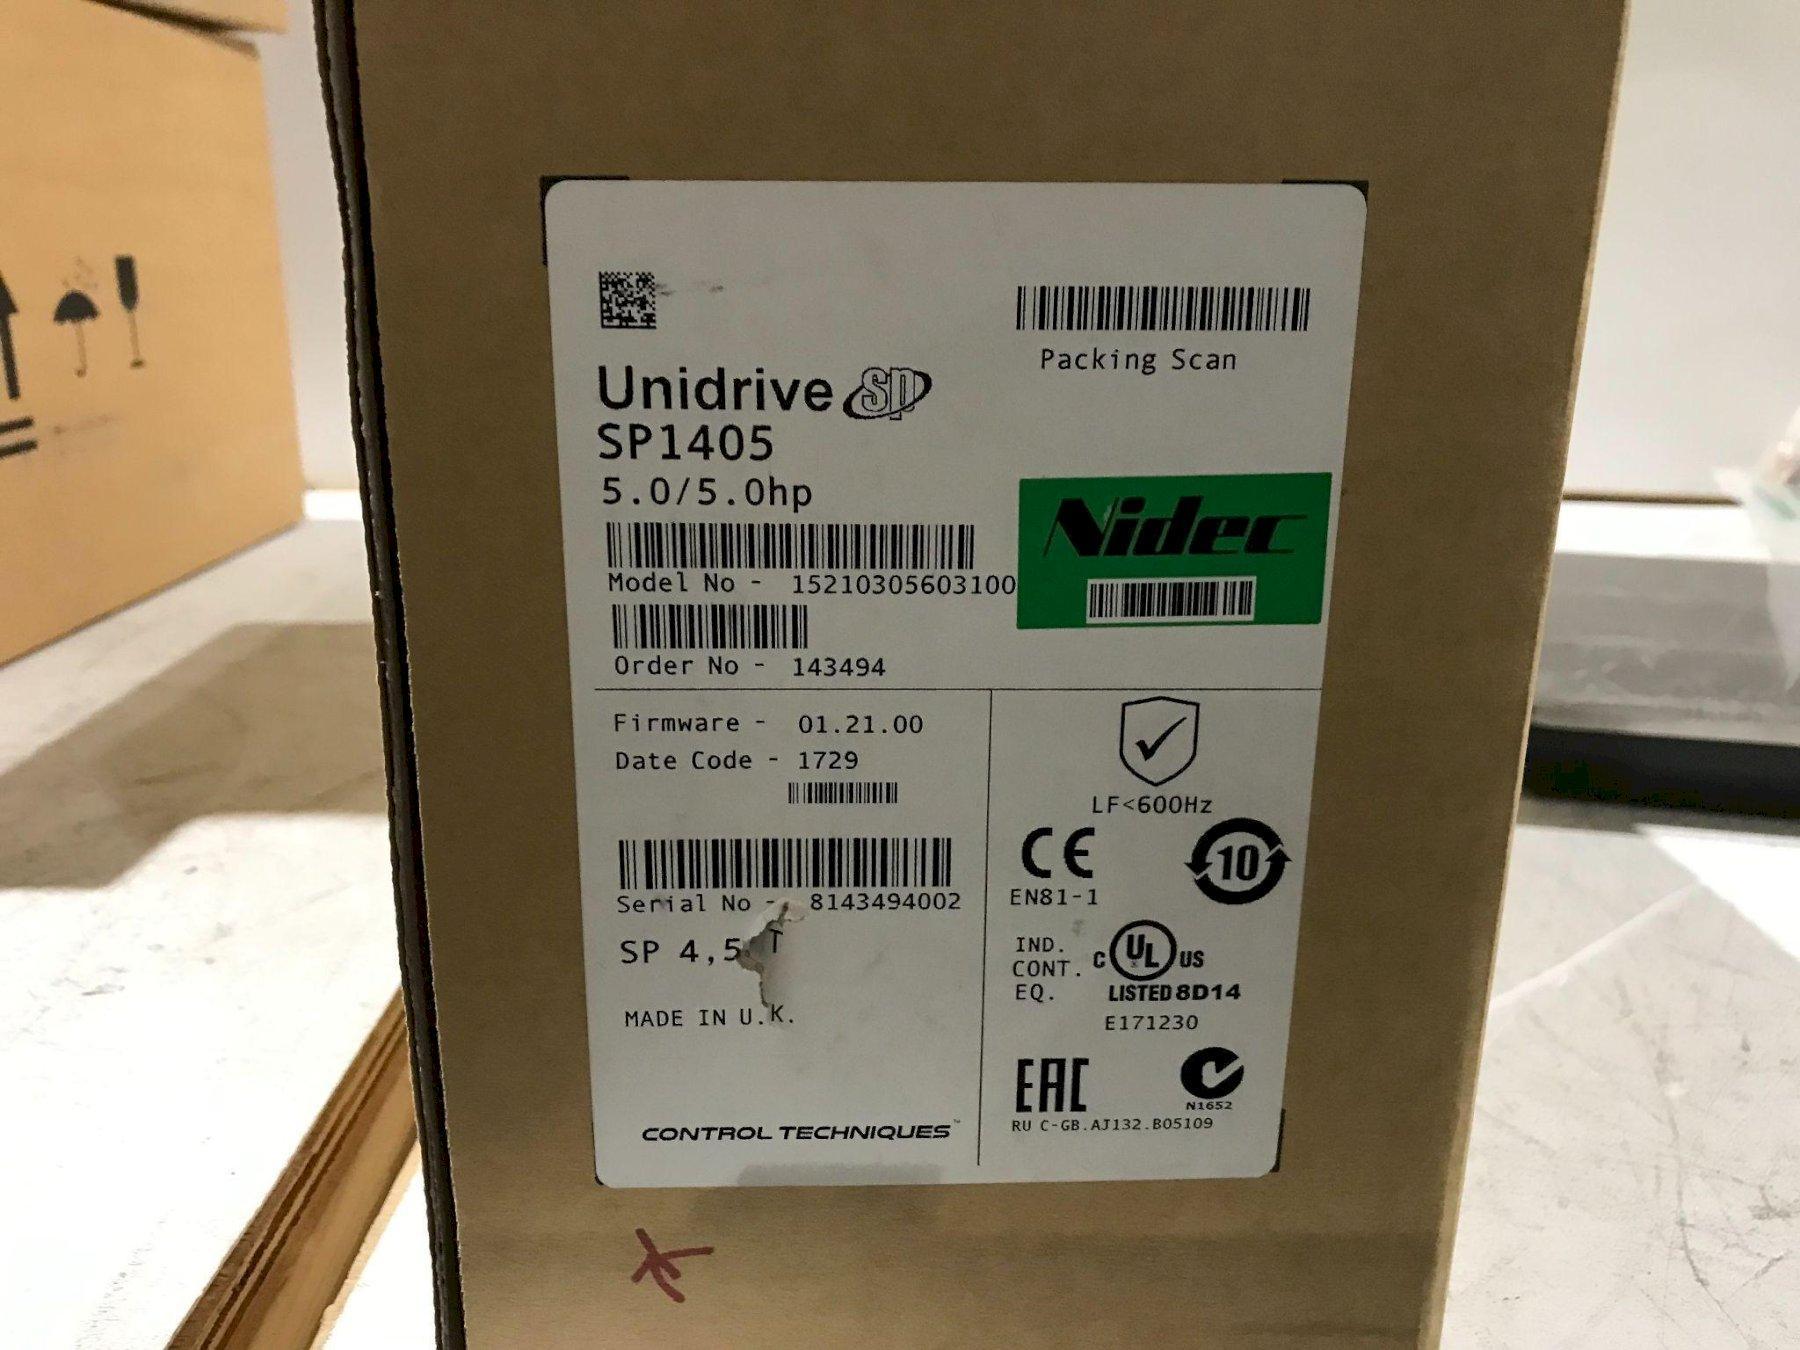 Packing Scan
Unidrive SP
SP1405
5.0/5.0hp
Nidec
Model No - 15210305603100
Order No - 143494
Firmware - 01.21.00
Date Code - 1729
LF<600Hz
CE
10
EN81-1
Serial No - 8143494002
SP 4,5 T
IND.
CONT.
EQ.
C UL US
LISTED 8D14
E171230
MADE IN U.K.
EAC
N1652
RU C-GB.AJ132.B05109
CONTROL TECHNIQUES™